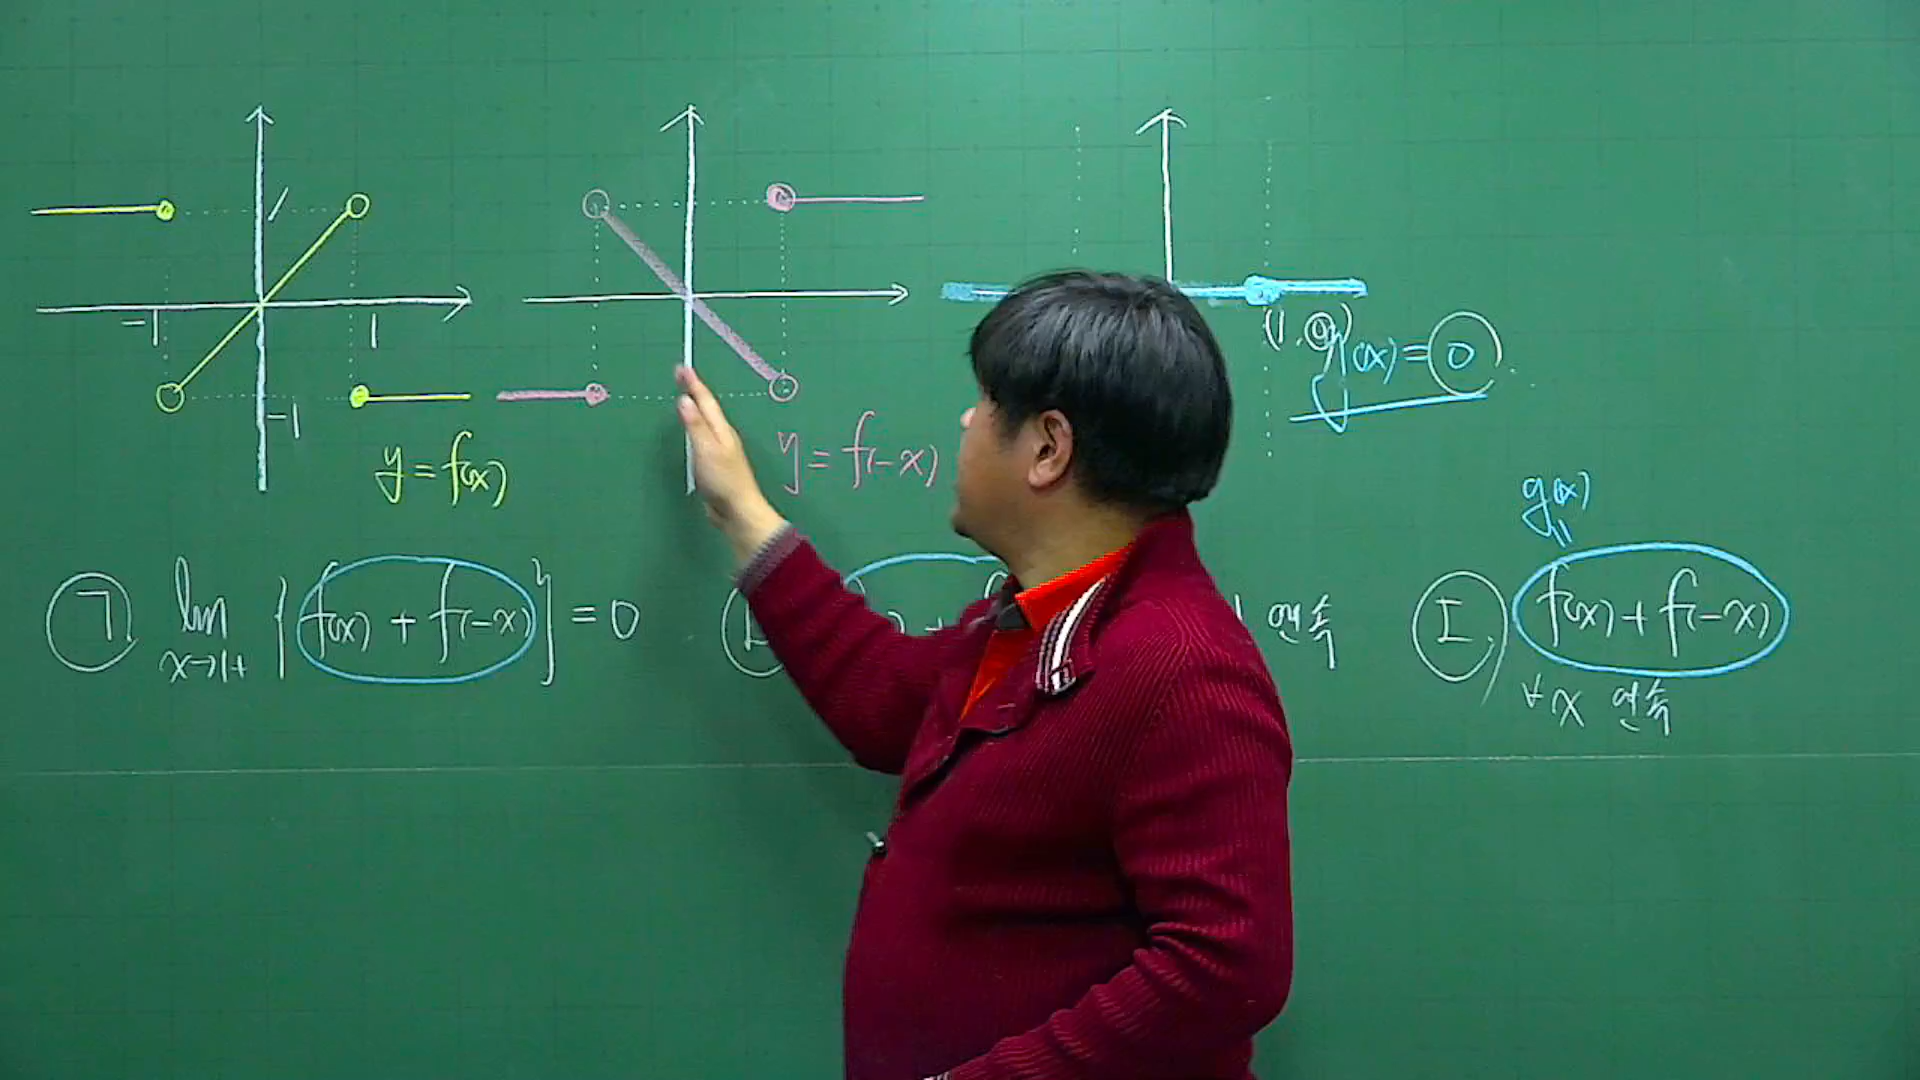 1
-1 1
-1
y = f(x)
y = f(-x)
(1, 0)
g(x) = 0
g(x)
"
ㄱ. lim x→1+ {f(x) + f(-x)} = 0
연속
f(x) + f(-x)
∀x 연속